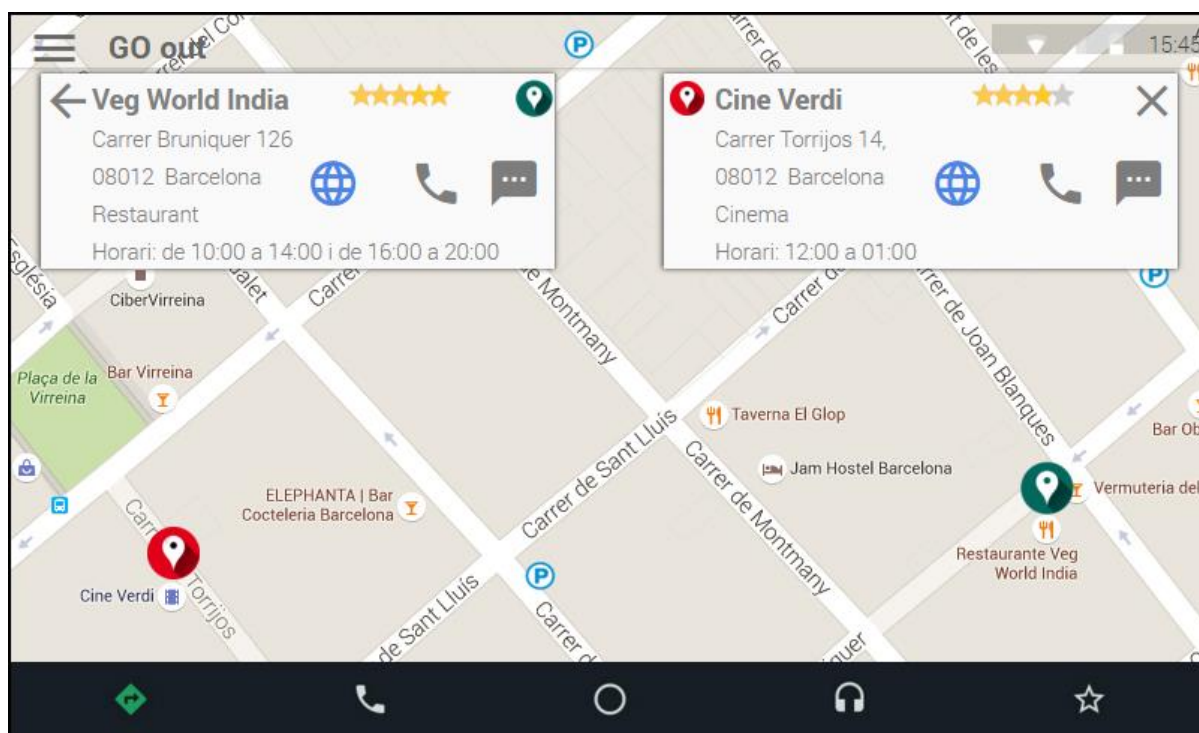 GO out
15:45
Veg World India
Carrer Bruniquer 126
08012 Barcelona
Restaurant
Horari: de 10:00 a 14:00 i de 16:00 a 20:00
Cine Verdi
Carrer Torrijos 14,
08012 Barcelona
Cinema
Horari: 12:00 a 01:00
P
P
CiberVirreina
Plaça de la
Virreina
Bar Virreina
de Montmany
Carrer de Joan Blanques
Taverna El Glop
Bar
Jam Hostel Barcelona
Carrer de Sant Lluís
Carrer de Montmany
ELEPHANTA | Bar
Cocteleria Barcelona
Vermuteria del
Restaurante Veg
World India
Cine Verdi
Torrijos
P
de Sant Lluís
Carrer